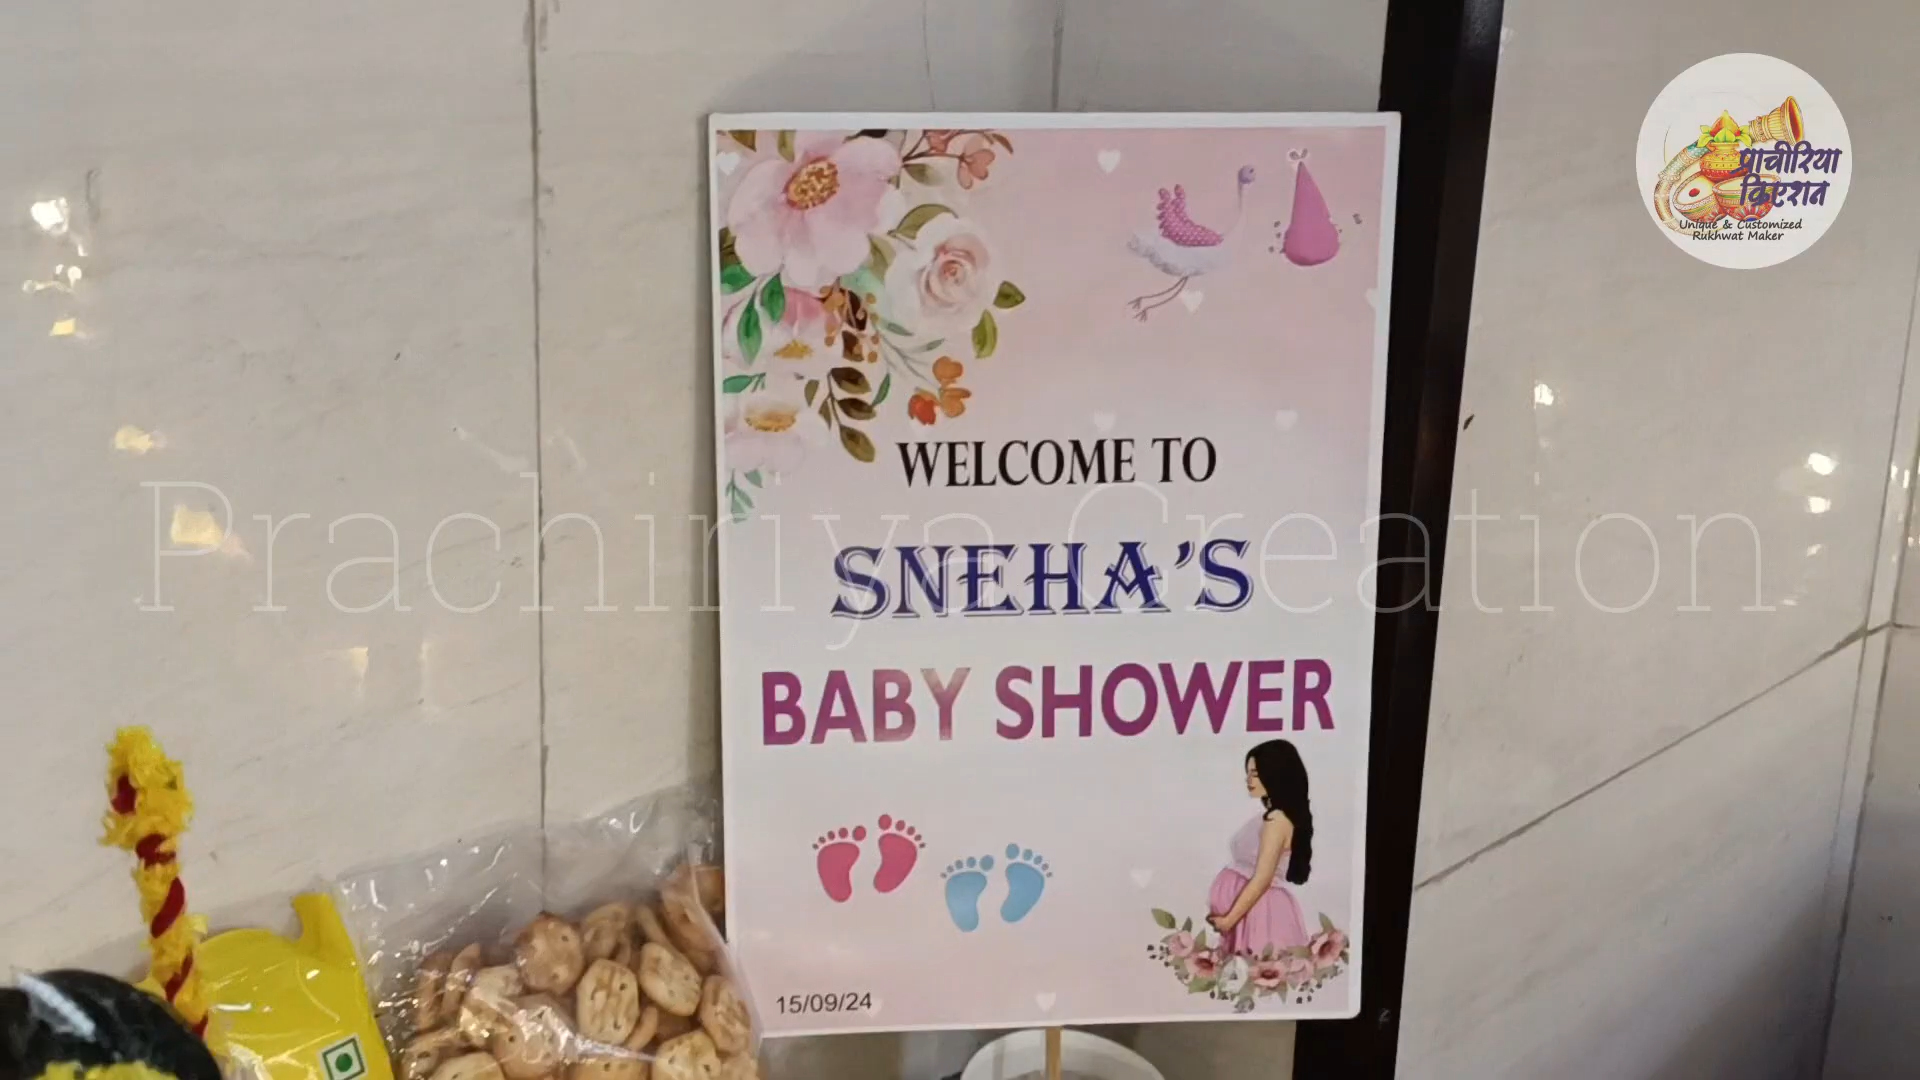 प्राचीरिया
क्रिएशन
Unique & Customized
Rukhwat Maker
WELCOME TO
SNEHA'S
BABY SHOWER
15/09/24
Prachiriya Creation